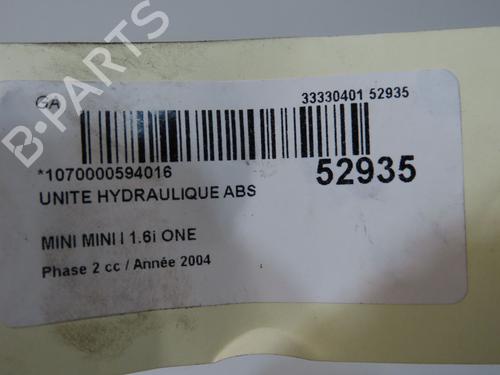 GA
33330401 52935
*1070000594016
52935
UNITE HYDRAULIQUE ABS
MINI MINI I 1.6i ONE
Phase 2 cc / Année 2004
B-PARTS